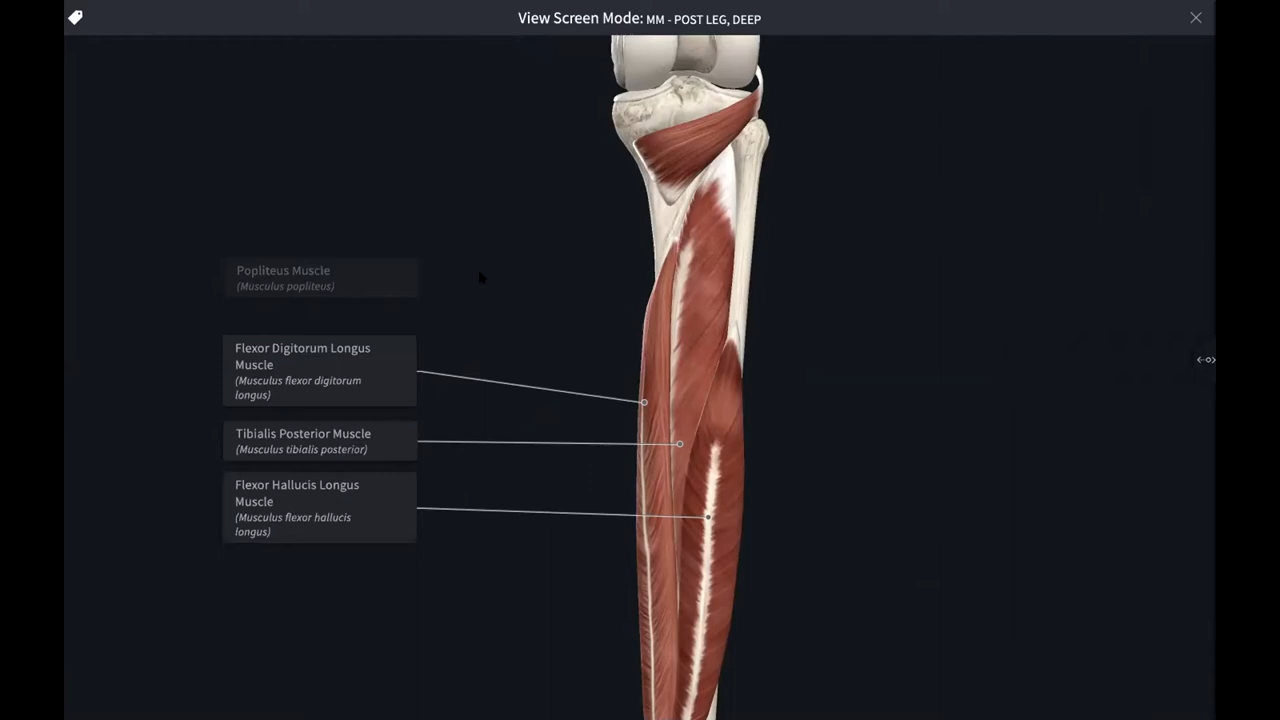 View Screen Mode: MM - POST LEG, DEEP
Popliteus Muscle
(Musculus popliteus)
Flexor Digitorum Longus
Muscle
(Musculus flexor digitorum
longus)
Tibialis Posterior Muscle
(Musculus tibialis posterior)
Flexor Hallucis Longus
Muscle
(Musculus flexor hallucis
longus)